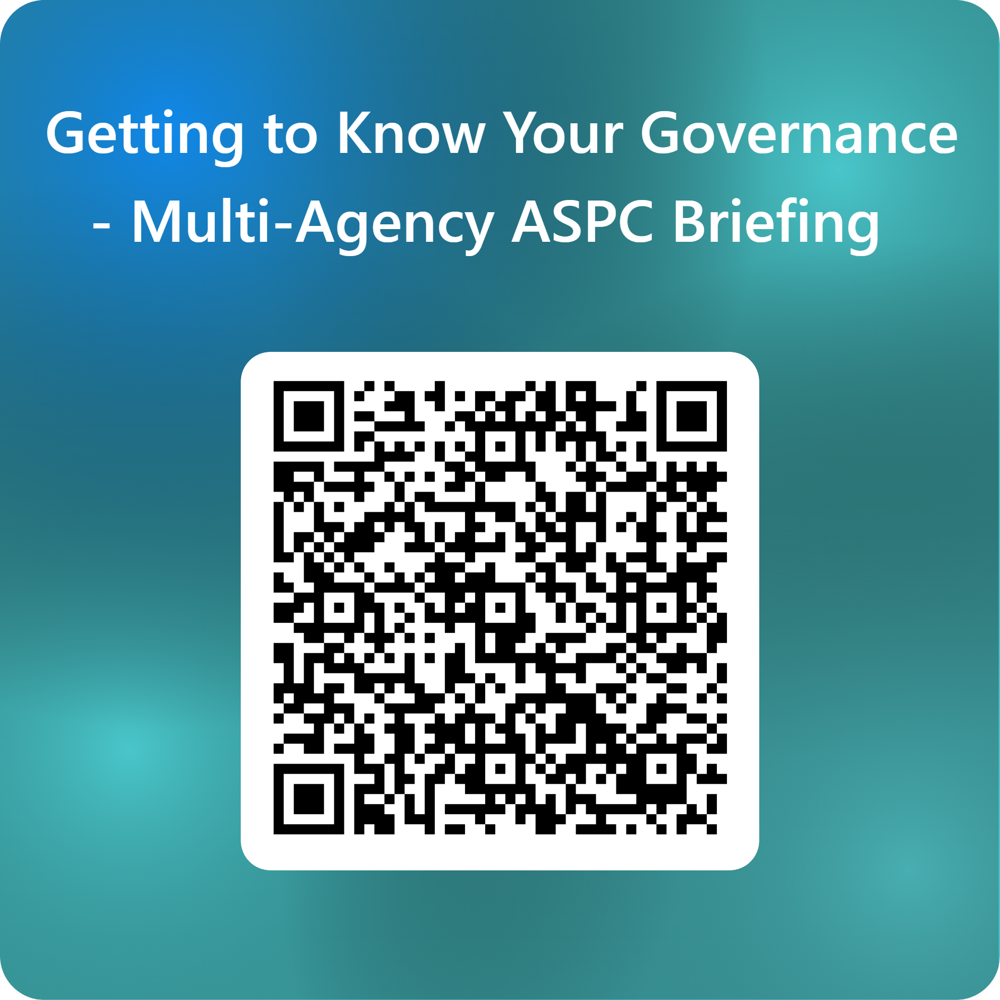 Getting to Know Your Governance
- Multi-Agency ASPC Briefing